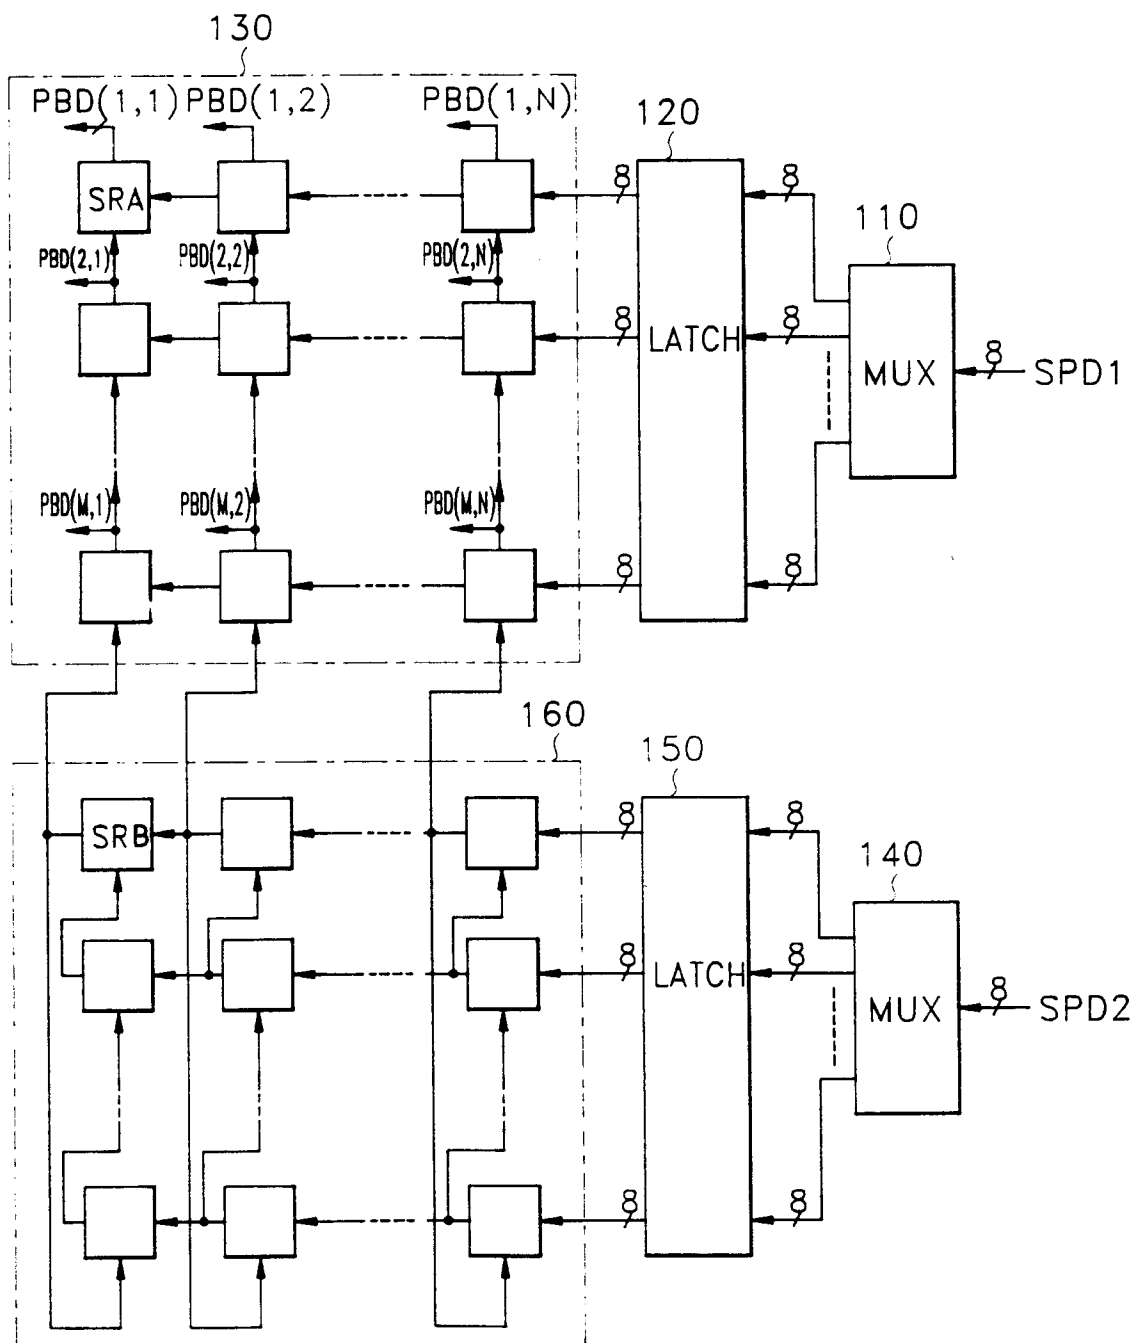 130
PBD(1,1) PBD(1,2) PBD(1,N)
120
8 8
SRA
110
PBD(2,1) PBD(2,2) PBD(2,N)
8 LATCH 8
MUX 8 SPD1
PBD(M,1) PBD(M,2) PBD(M,N)
8 8
160
150
8 8
SRB
140
8 LATCH 8
MUX 8 SPD2
8 8